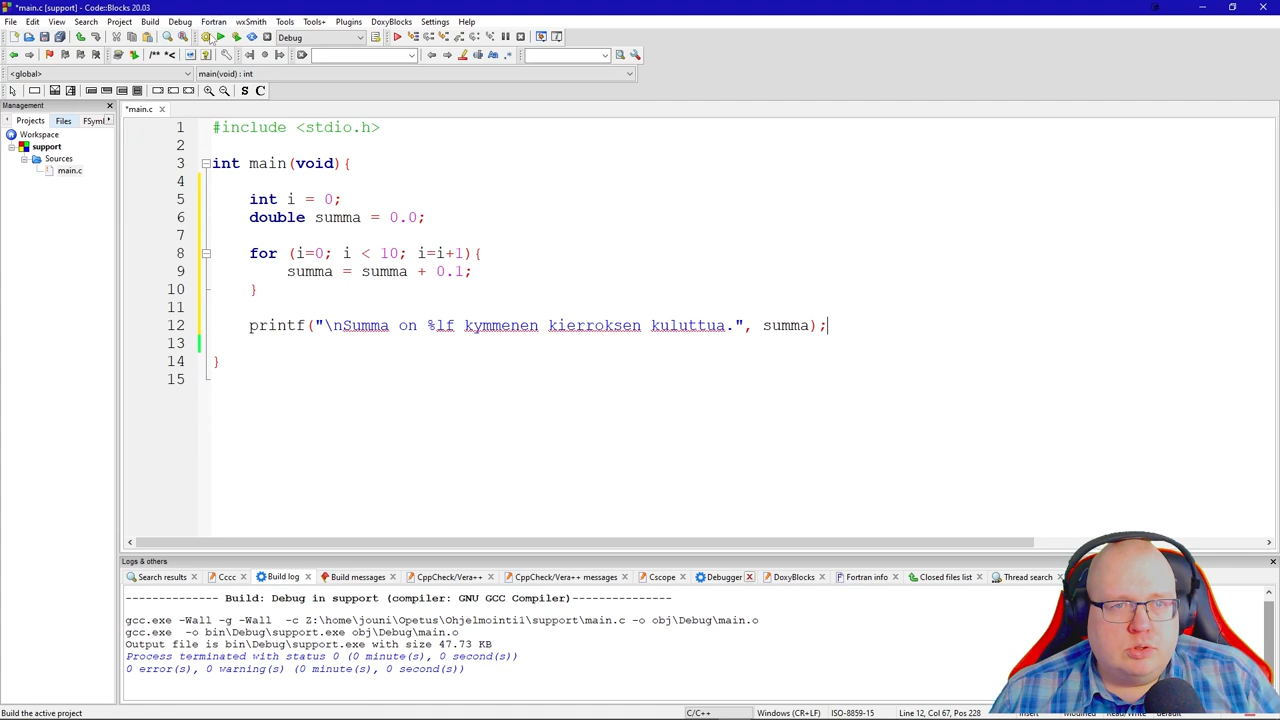 *main.c [support] - Code::Blocks 20.03
File Edit View Search Project Build Debug Fortran wxSmith Tools Tools+ Plugins DoxyBlocks Settings Help
Debug
/** *<
<global> main(void) : int
S C
Management
Projects Files FSyml
Workspace
support
Sources
main.c
*main.c
1 #include <stdio.h>
2
3 int main(void){
4
5 int i = 0;
6 double summa = 0.0;
7
8 for (i=0; i < 10; i=i+1){
9 summa = summa + 0.1;
10 }
11
12 printf("\nSumma on %lf kymmenen kierroksen kuluttua.", summa);
13
14 }
15
Logs & others
Search results Cccc Build log Build messages CppCheck/Vera++ CppCheck/Vera++ messages Cscope Debugger DoxyBlocks Fortran info Closed files list Thread search
-------------- Build: Debug in support (compiler: GNU GCC Compiler)---------------
gcc.exe -Wall -g -Wall -c Z:\home\jouni\Opetus\Ohjelmointi1\support\main.c -o obj\Debug\main.o
gcc.exe -o bin\Debug\support.exe obj\Debug\main.o
Output file is bin\Debug\support.exe with size 47.73 KB
Process terminated with status 0 (0 minute(s), 0 second(s))
0 error(s), 0 warning(s) (0 minute(s), 0 second(s))
Build the active project C/C++ Windows (CR+LF) ISO-8859-15 Line 12, Col 67, Pos 228 Insert Modified Read/Write default